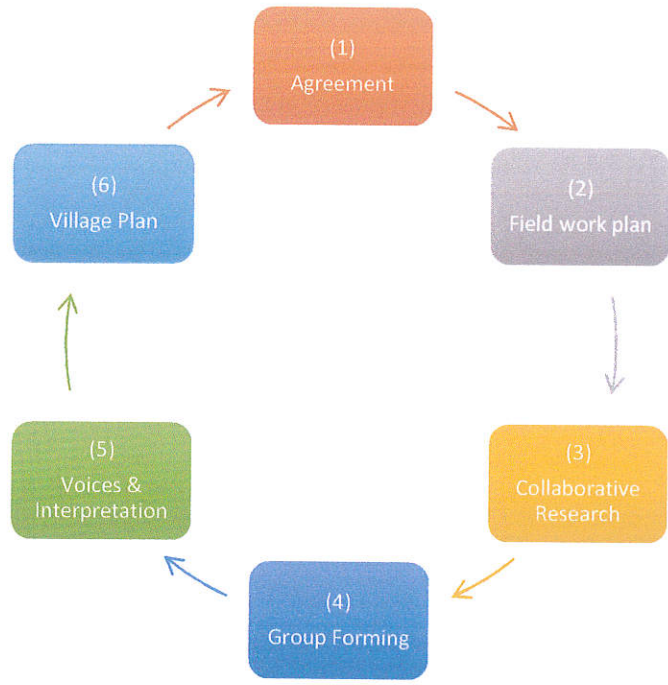 (1)
Agreement
(2)
Field work plan
(3)
Collaborative
Research
(4)
Group Forming
(5)
Voices &
Interpretation
(6)
Village Plan